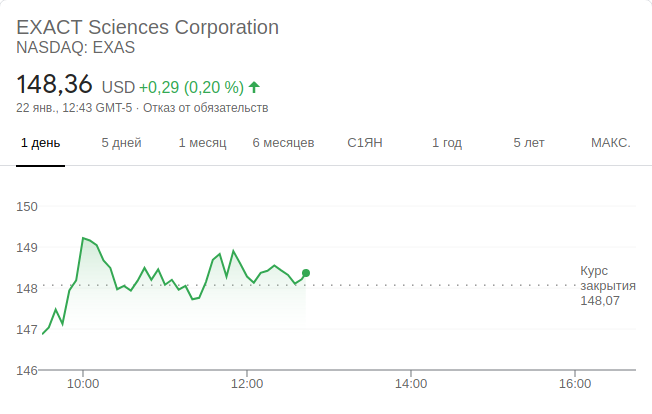 EXACT Sciences Corporation
NASDAQ: EXAS
148,36 USD +0,29 (0,20 %)
22 янв., 12:43 GMT-5 · Отказ от обязательств
1 день 5 дней 1 месяц 6 месяцев С1ЯН 1 год 5 лет МАКС.
150
149
148
147
146
Курс
закрытия
148,07
10:00 12:00 14:00 16:00